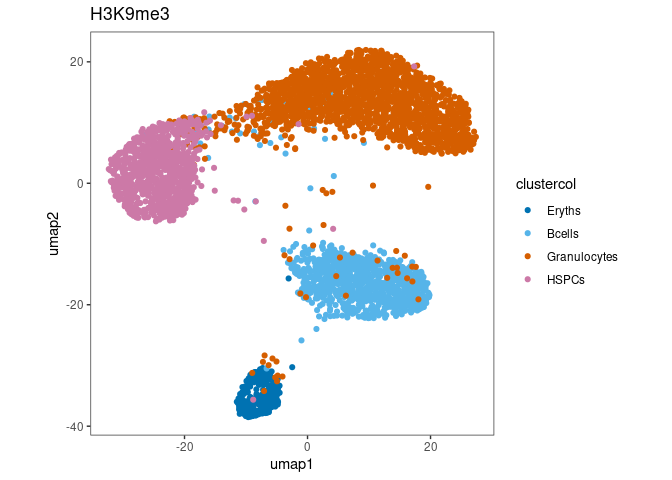 H3K9me3
20
0
-20
-40
umap2
-20
0
20
umap1
clustercol
Eryths
Bcells
Granulocytes
HSPCs